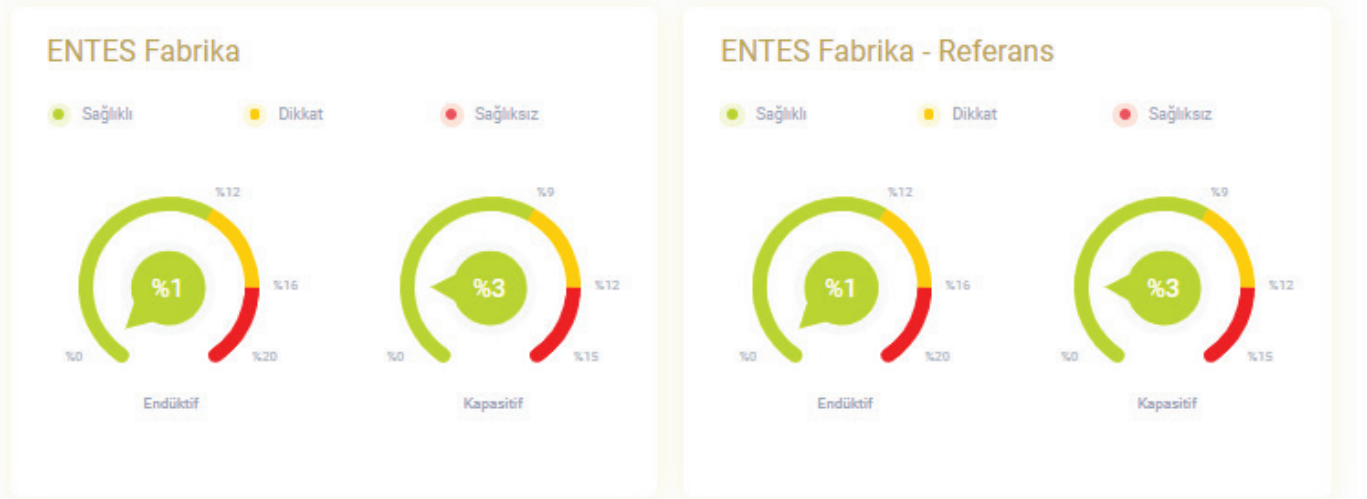 ENTES Fabrika
Sağlıklı Dikkat Sağlıksız
%12
%1
%16
%0
%20
Endüktif
%9
%3
%12
%0
%15
Kapasitif
ENTES Fabrika - Referans
Sağlıklı Dikkat Sağlıksız
%12
%1
%16
%0
%20
Endüktif
%9
%3
%12
%0
%15
Kapasitif